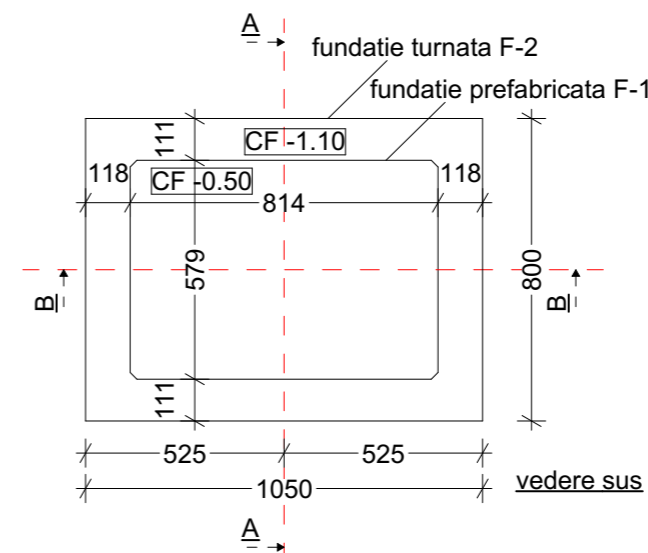 A
fundatie turnata F-2
fundatie prefabricata F-1
111
CF -1.10
118
CF -0.50
118
814
579
800
B
B
111
525
525
1050
vedere sus
A